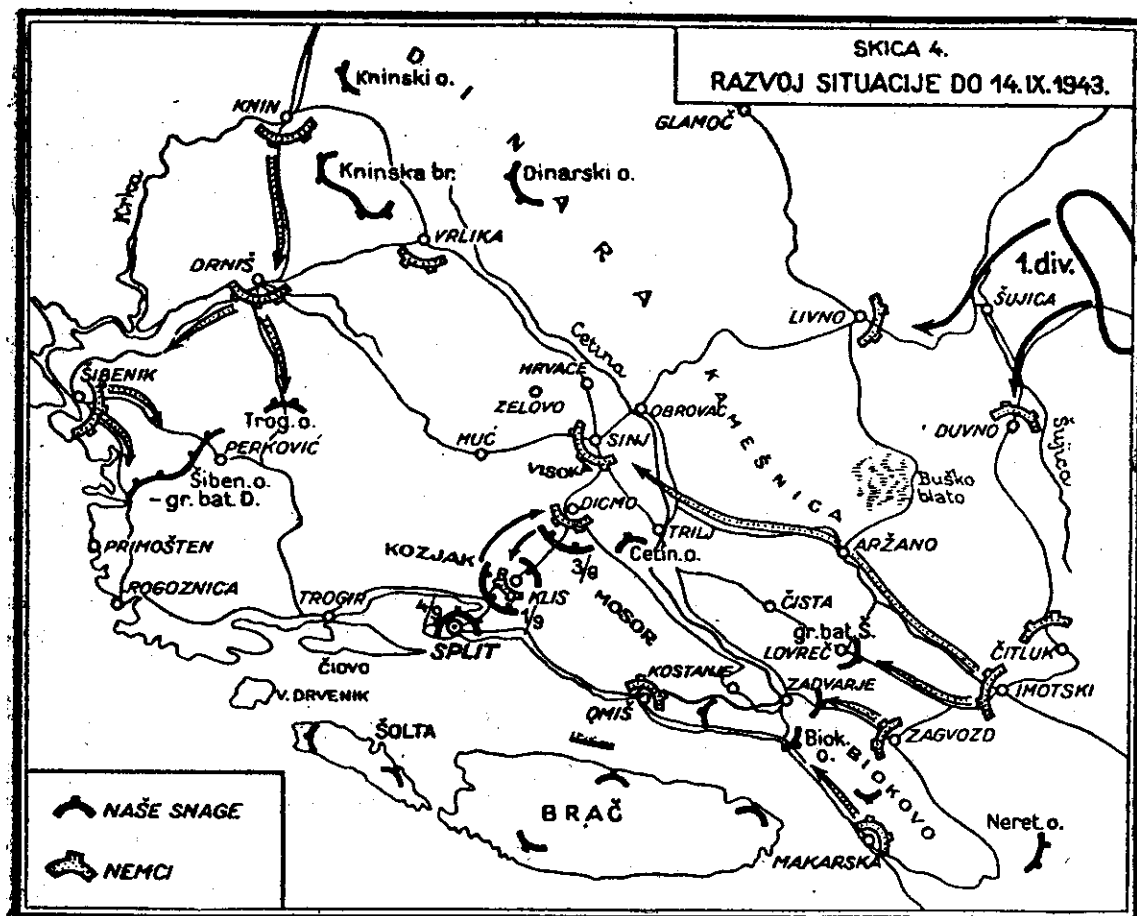 SKICA 4.
RAZVOJ SITUACIJE DO 14.IX.1943.
DINARA
Kninski o.
KNIN
GLAMOČ
Kninska br.
Dinarski o.
Krka
VRLIKA
DRNIŠ
1.div.
ŠUJICA
LIVNO
Cetina
HRVACE
ZELOVO
OBROVAC
KAMEŠNICA
ŠIBENIK
Trog.o.
PERKOVIĆ
MUĆ
SINJ
DUVNO
Šujica
VISOKA
Buško
blato
Šiben.o.
-gr.bat.D.
DICMO
TRILJ
ARŽANO
PRIMOŠTEN
KOZJAK
Cetin.o.
3/9
ROGOZNICA
TROGIR
KLIS
4/9
1/9
MOSOR
ČISTA
gr.bat.Š.
LOVREČ
SPLIT
ČIOVO
ČITLUK
KOSTANJE
ZADVARJE
IMOTSKI
V. DRVENIK
OMIŠ
ŠOLTA
Biok.
o.
ZAGVOZD
BIOKOVO
BRAČ
NAŠE SNAGE
Neret.o.
NEMCI
MAKARSKA